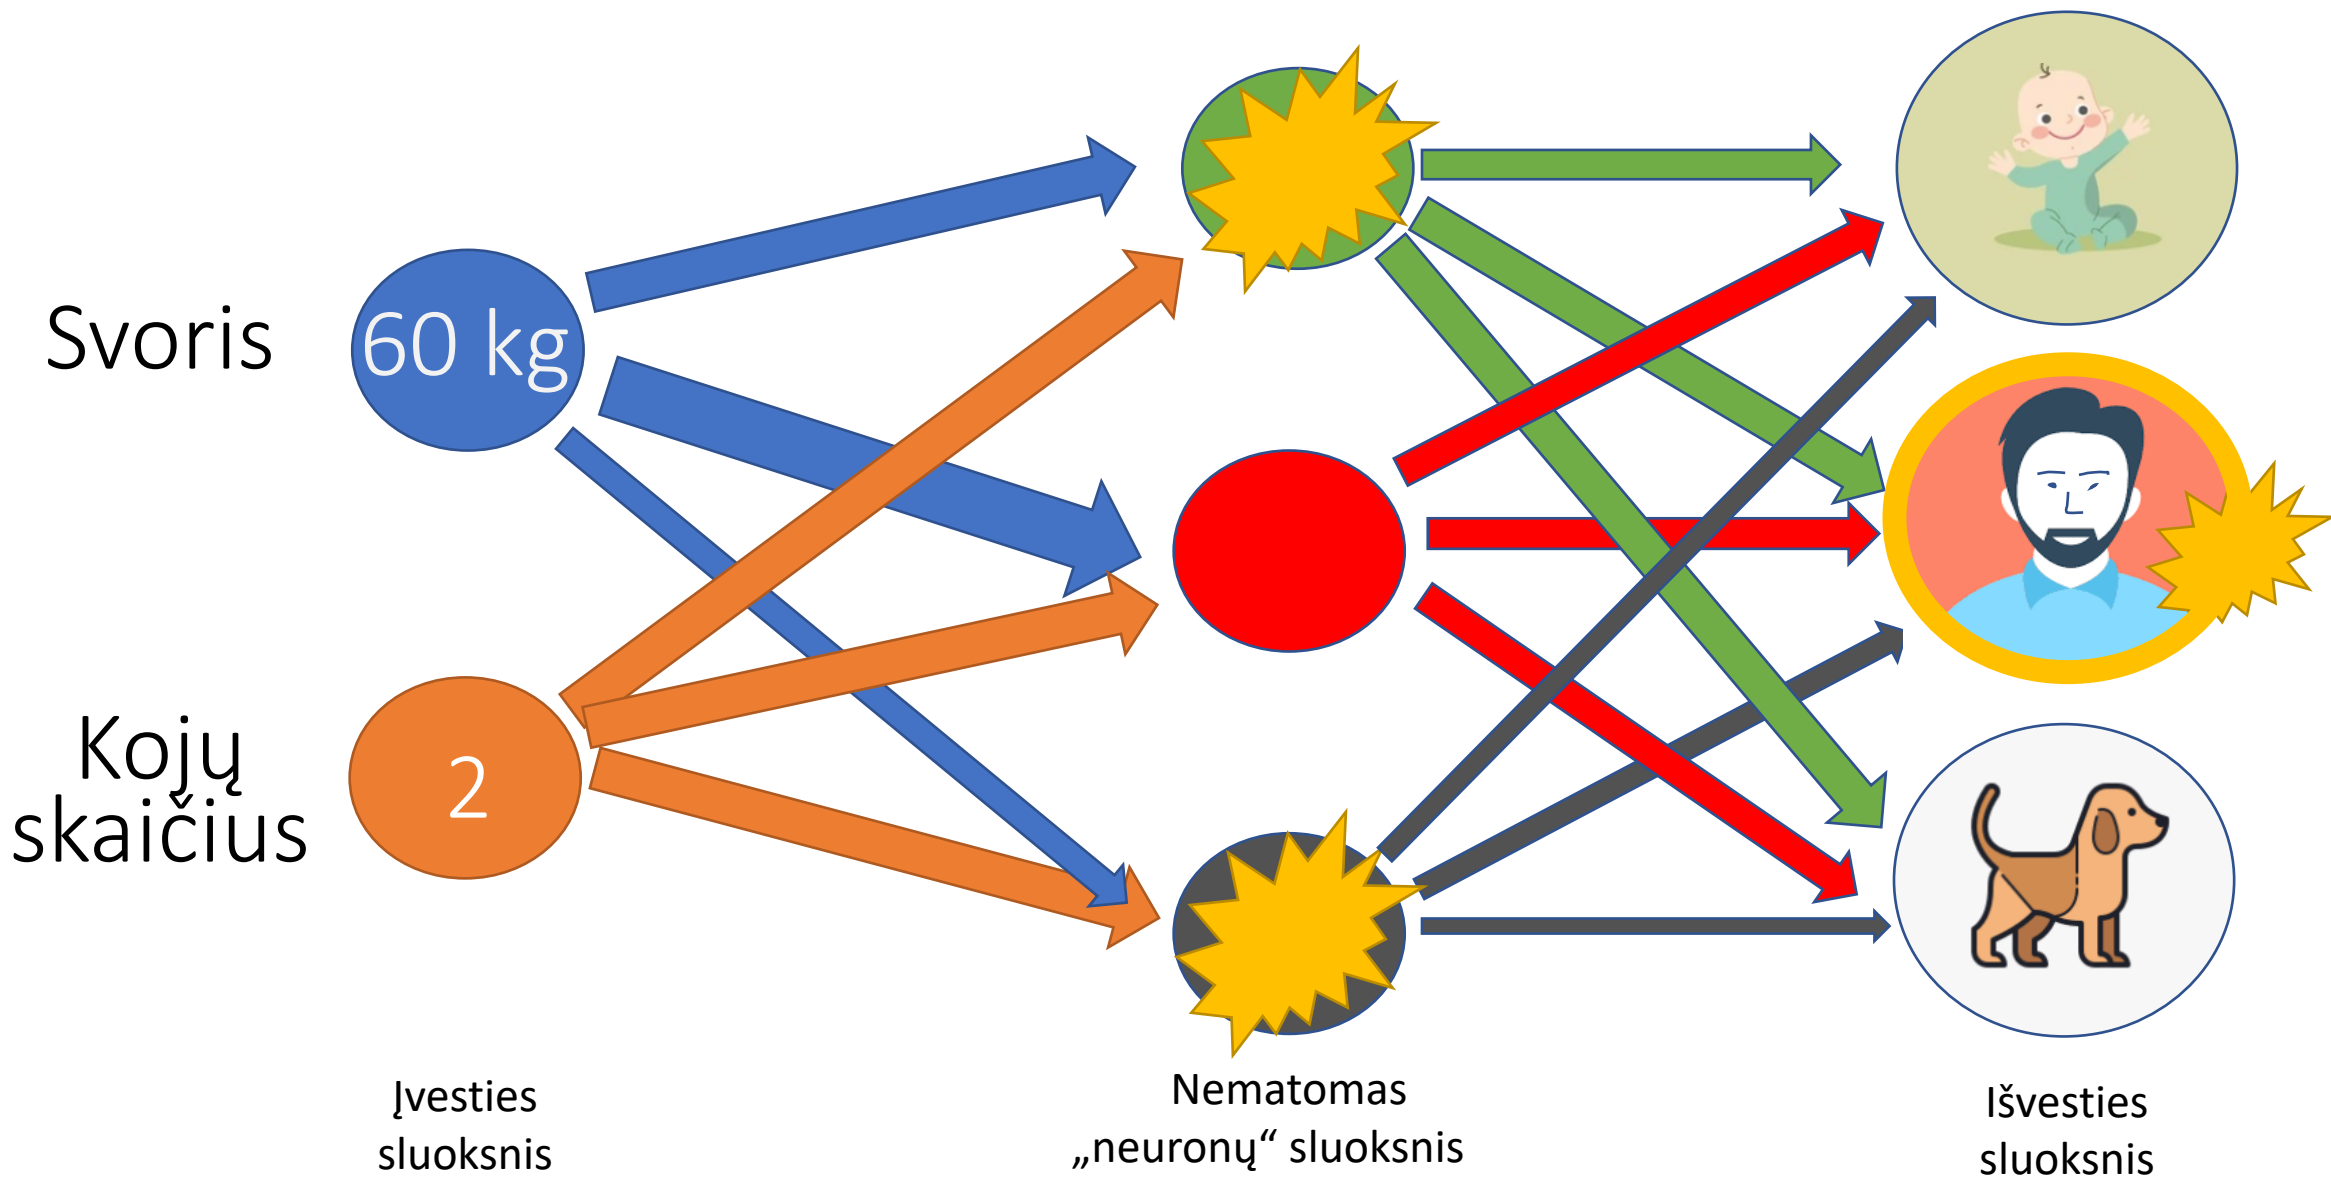 Svoris
60 kg
Kojų
skaičius
2
Įvesties
sluoksnis
Nematomas
„neuronų“ sluoksnis
Išvesties
sluoksnis